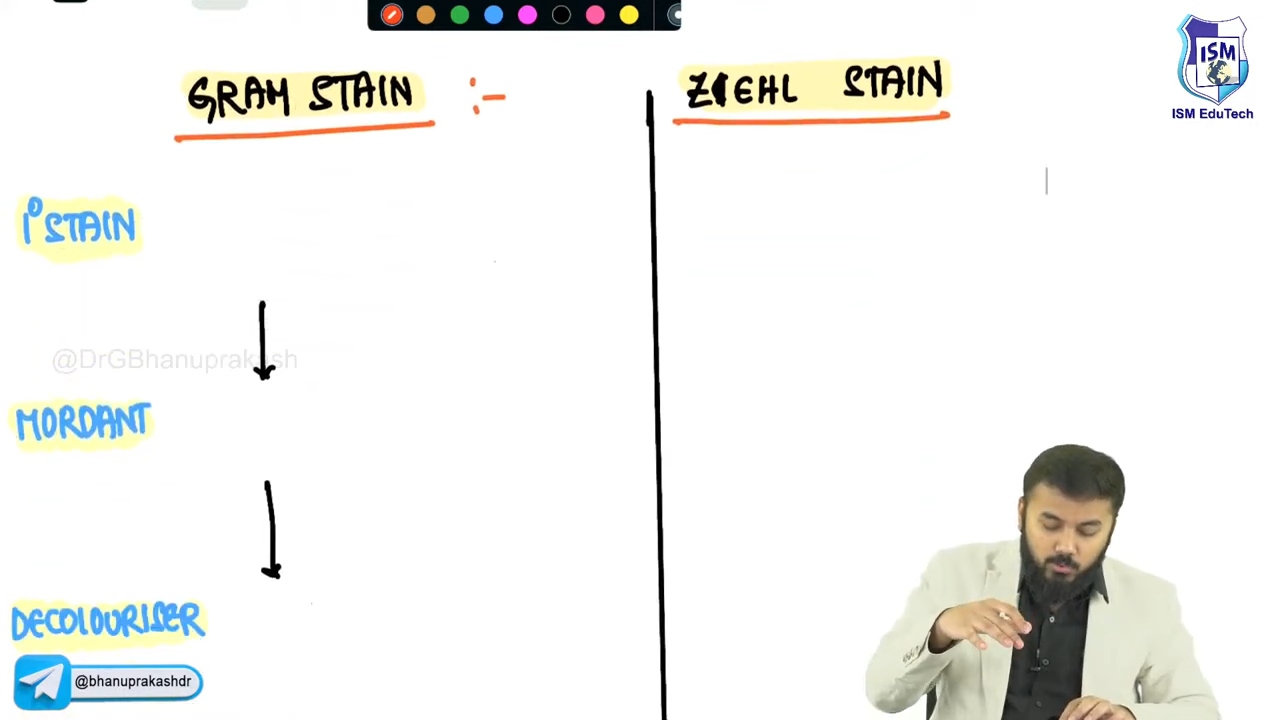 GRAM STAIN :-
ZIEHL STAIN
ISM
ISM EduTech
1° STAIN
@DrGBhanuprakash
MORDANT
DECOLOURISER
@bhanuprakashdr